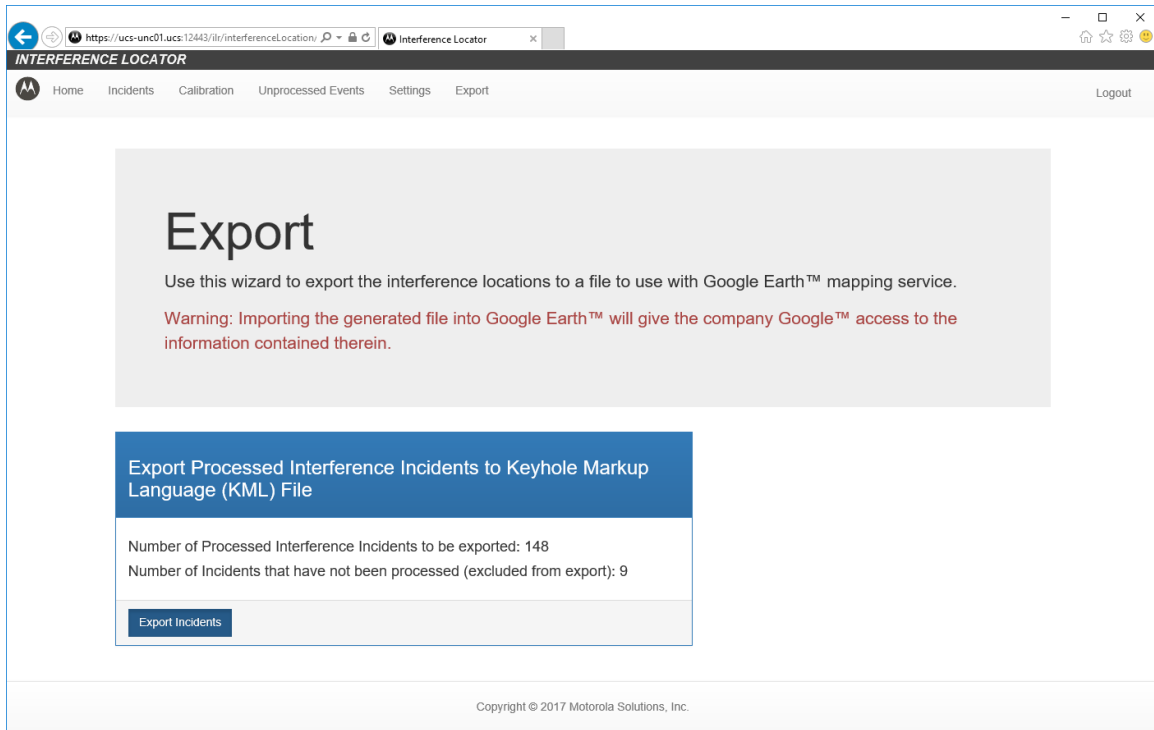 https://ucs-unc01.ucs:12443/ilr/interferenceLocation/
Interference Locator
INTERFERENCE LOCATOR
Home Incidents Calibration Unprocessed Events Settings Export Logout
Export
Use this wizard to export the interference locations to a file to use with Google Earth™ mapping service.
Warning: Importing the generated file into Google Earth™ will give the company Google™ access to the
information contained therein.
Export Processed Interference Incidents to Keyhole Markup
Language (KML) File
Number of Processed Interference Incidents to be exported: 148
Number of Incidents that have not been processed (excluded from export): 9
Export Incidents
Copyright © 2017 Motorola Solutions, Inc.